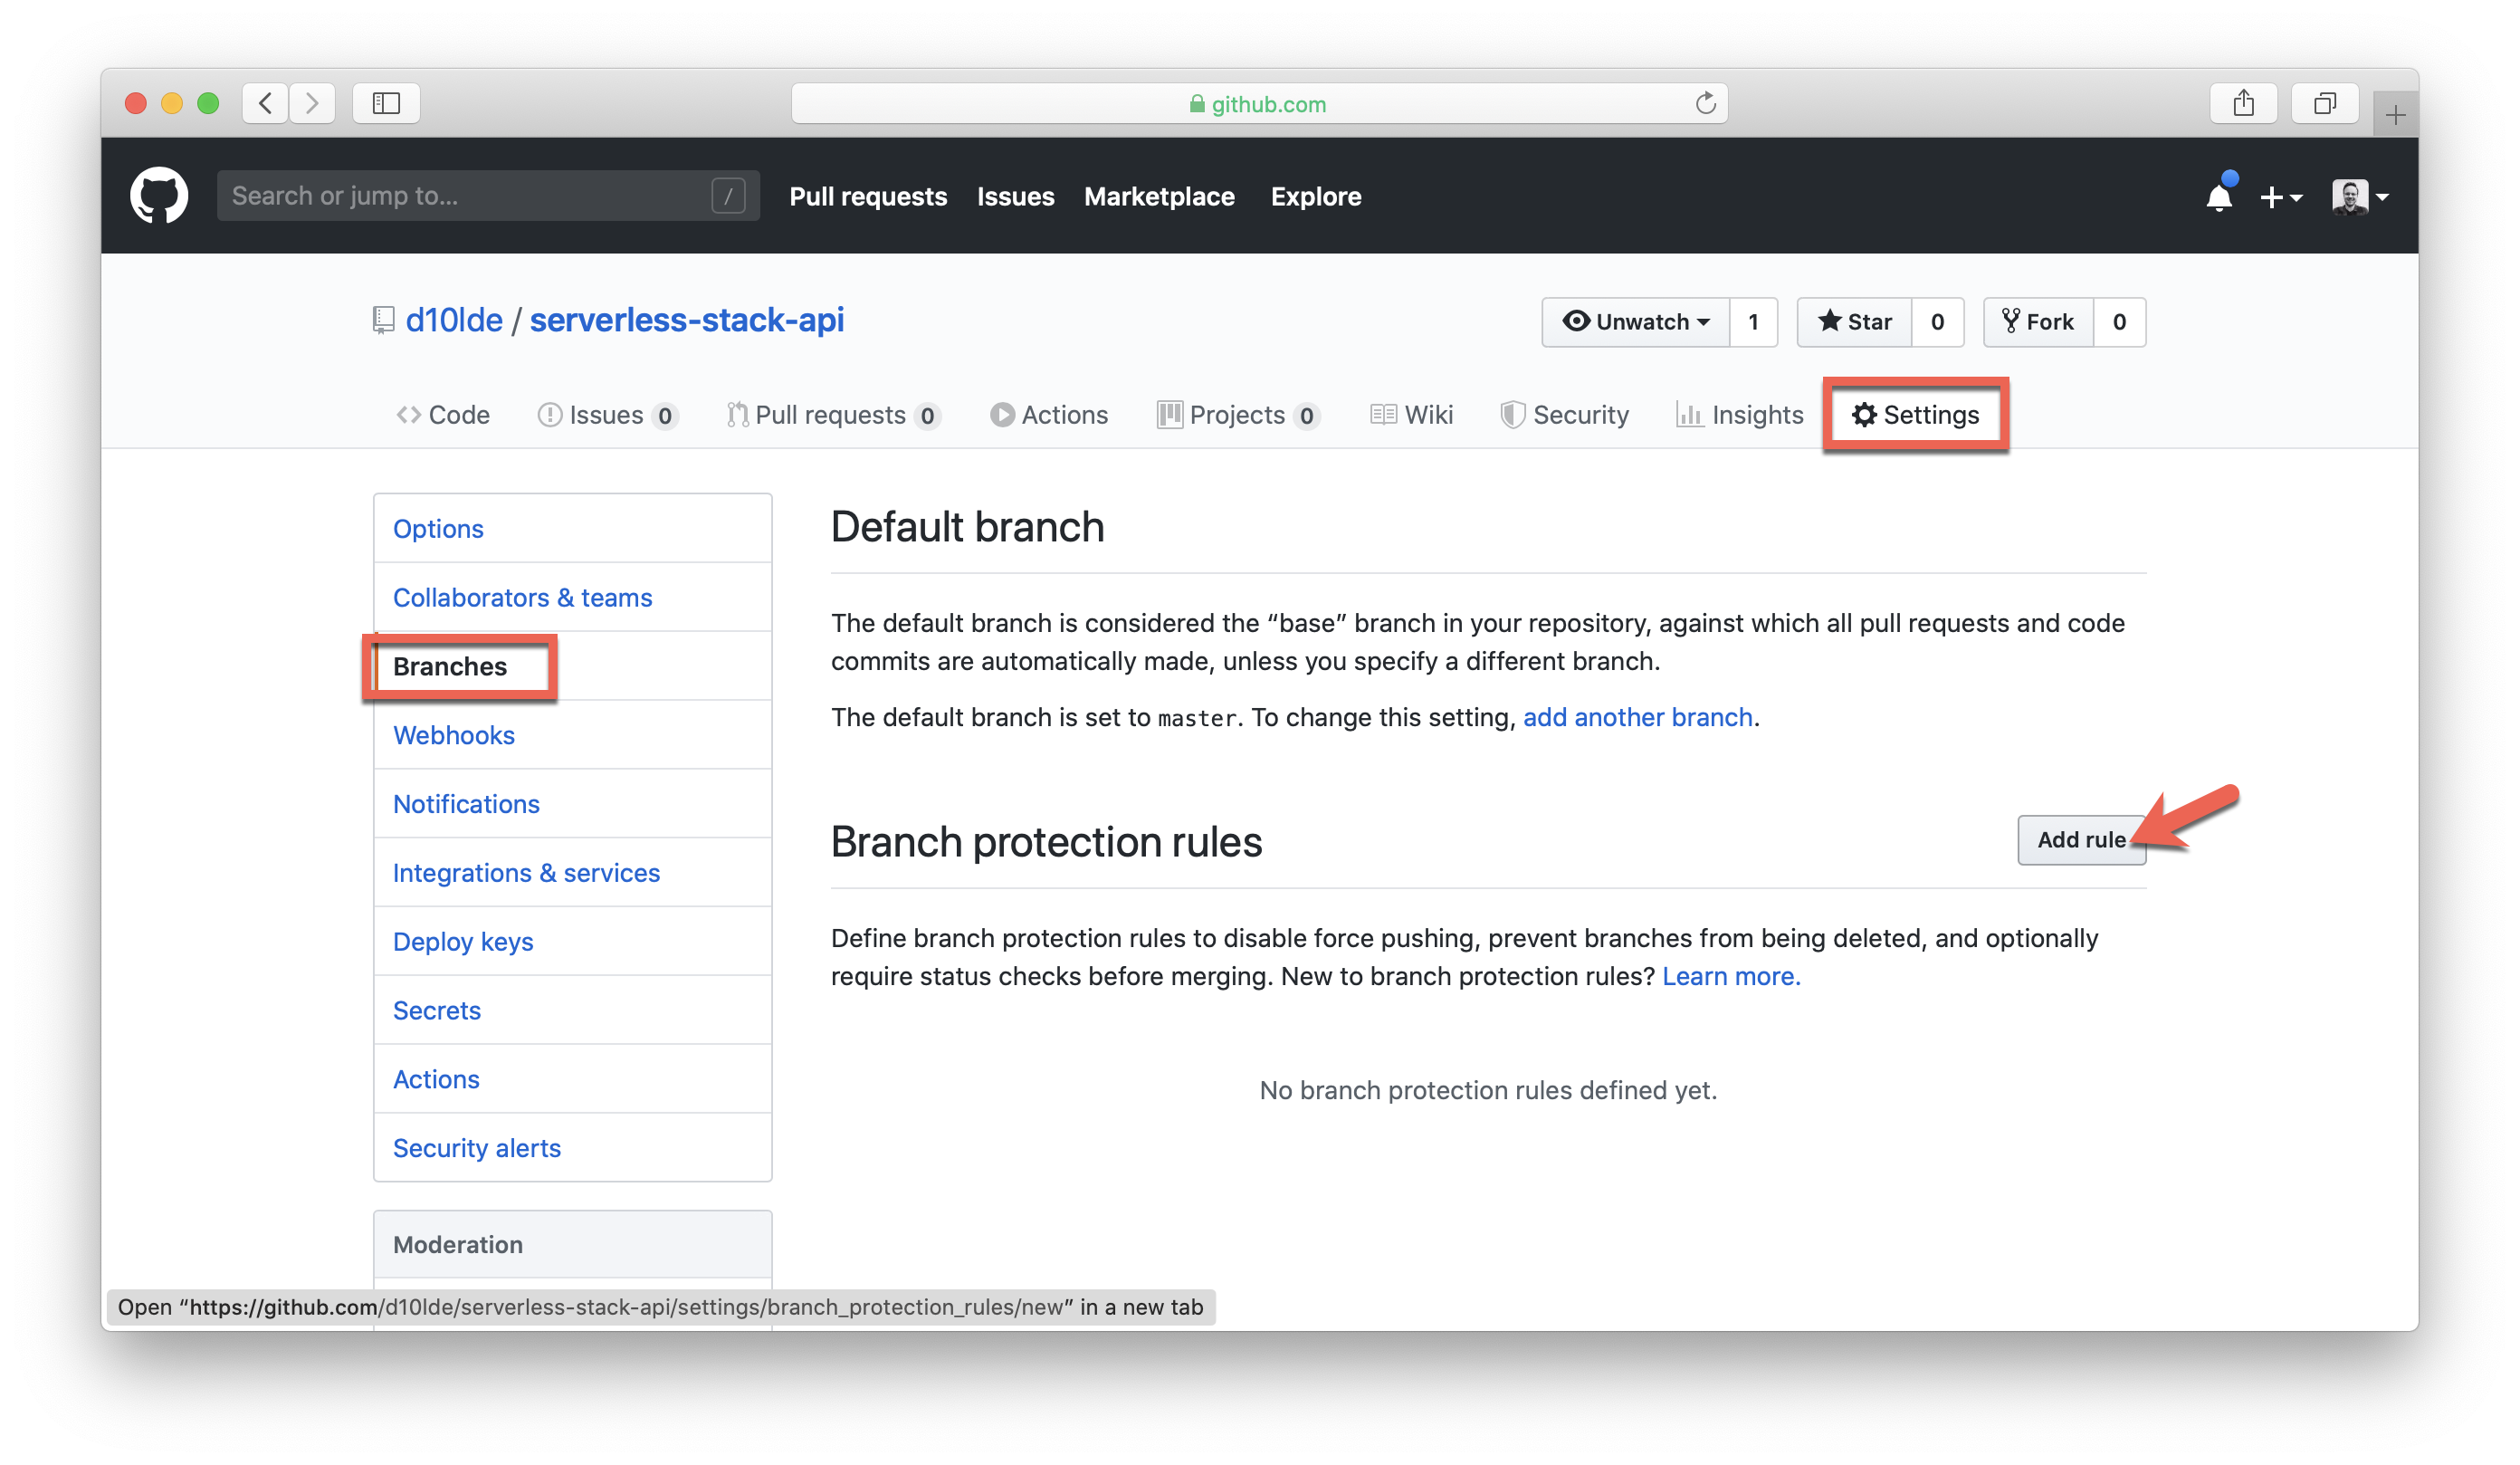 github.com
Search or jump to... /
Pull requests Issues Marketplace Explore
d10lde / serverless-stack-api
Unwatch 1 Star 0 Fork 0
Code Issues 0 Pull requests 0 Actions Projects 0 Wiki Security Insights Settings
Options
Collaborators & teams
Branches
Webhooks
Notifications
Integrations & services
Deploy keys
Secrets
Actions
Security alerts
Moderation
Default branch
The default branch is considered the “base” branch in your repository, against which all pull requests and code
commits are automatically made, unless you specify a different branch.
The default branch is set to master. To change this setting, add another branch.
Branch protection rules
Add rule
Define branch protection rules to disable force pushing, prevent branches from being deleted, and optionally
require status checks before merging. New to branch protection rules? Learn more.
No branch protection rules defined yet.
Open “https://github.com/d10lde/serverless-stack-api/settings/branch_protection_rules/new” in a new tab